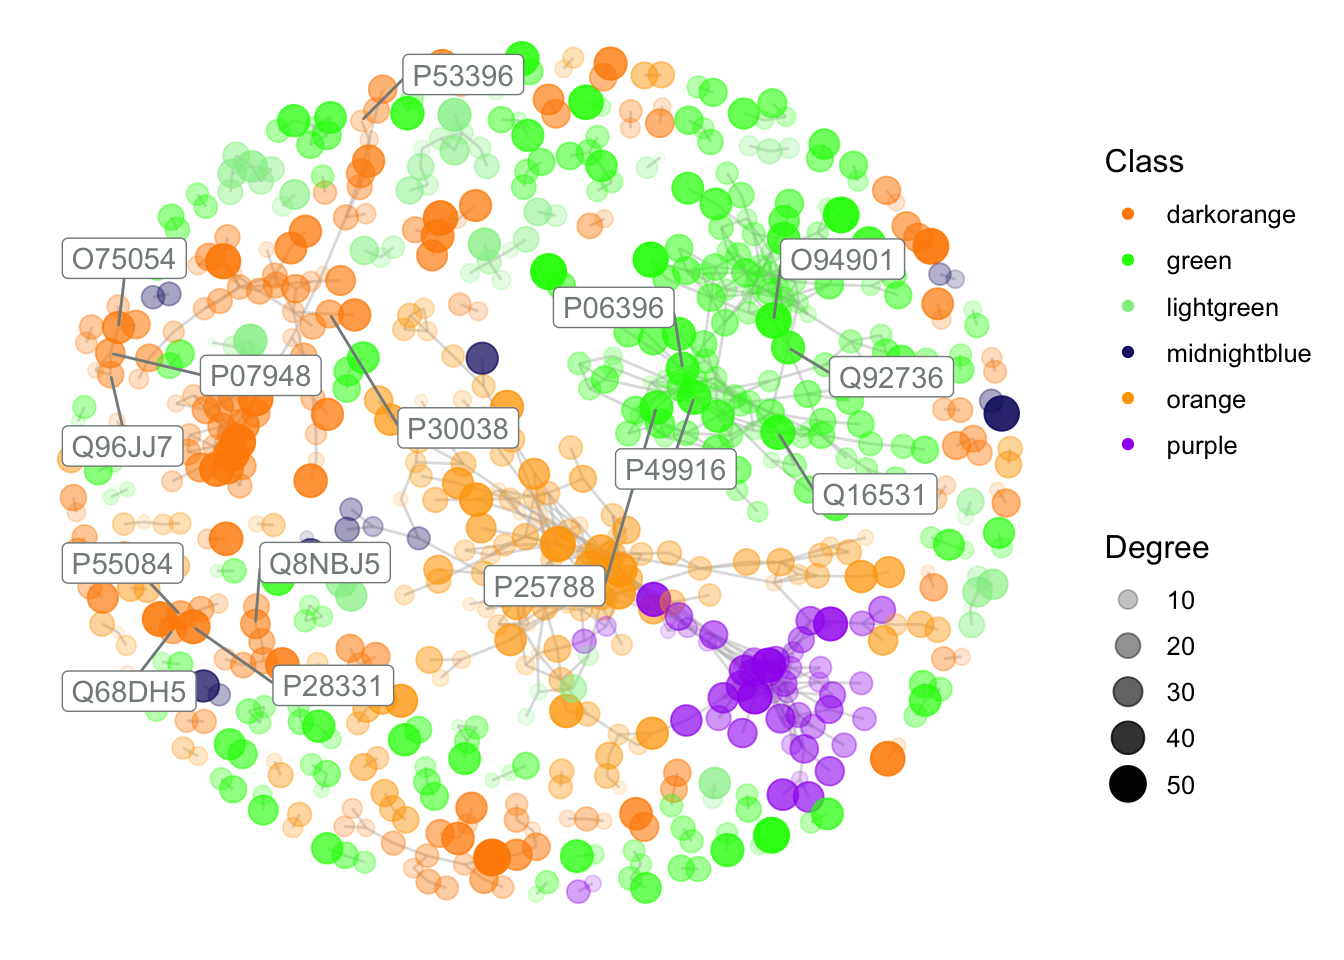 P53396
O75054
O94901
P06396
P07948
Q92736
P30038
Q96JJ7
P49916
Q16531
P55084
Q8NBJ5
P25788
Q68DH5
P28331
Class
darkorange
green
lightgreen
midnightblue
orange
purple
Degree
10
20
30
40
50